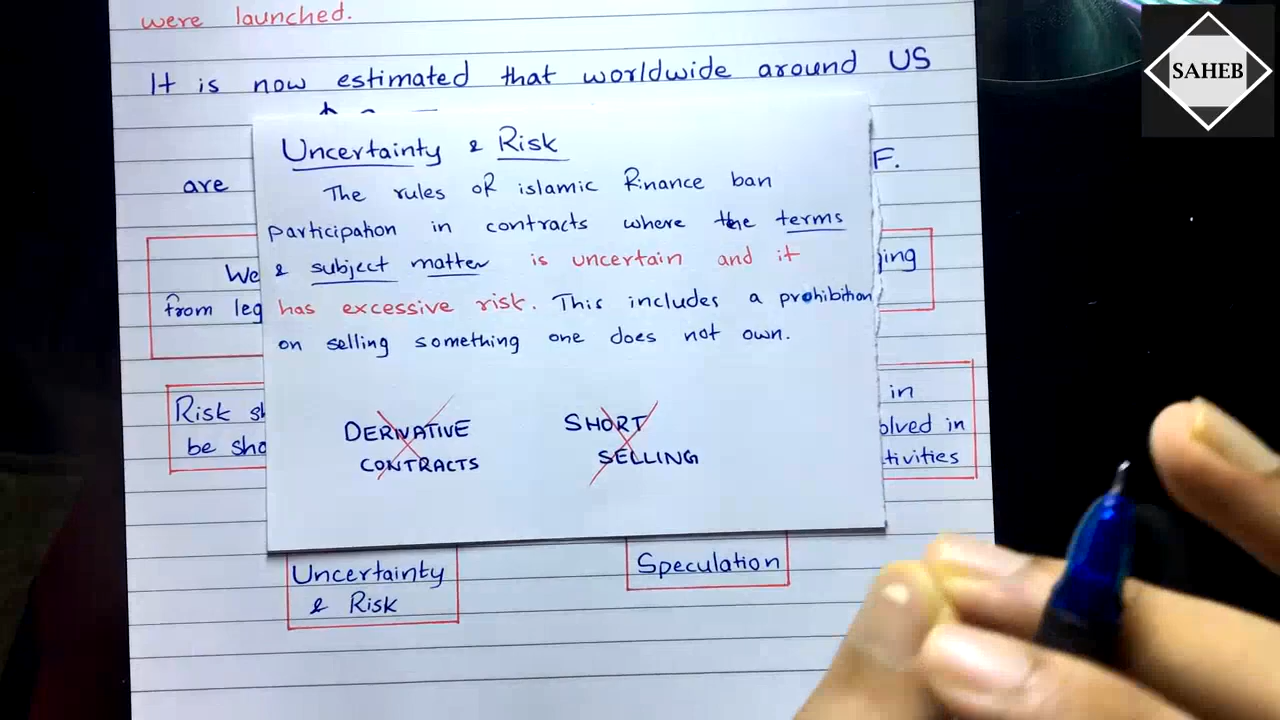 were launched.
It is now estimated that worldwide around US
F.
are
We
from leg
ging
Uncertainty & Risk
The rules of islamic finance ban
participation in contracts where the terms
& subject matter is uncertain and it
has excessive risk. This includes a prohibition
on selling something one does not own.
DERIVATIVE
CONTRACTS
SHORT
SELLING
Risk sh
be sha
in
olved in
tivities
Uncertainty
& Risk
Speculation
SAHEB